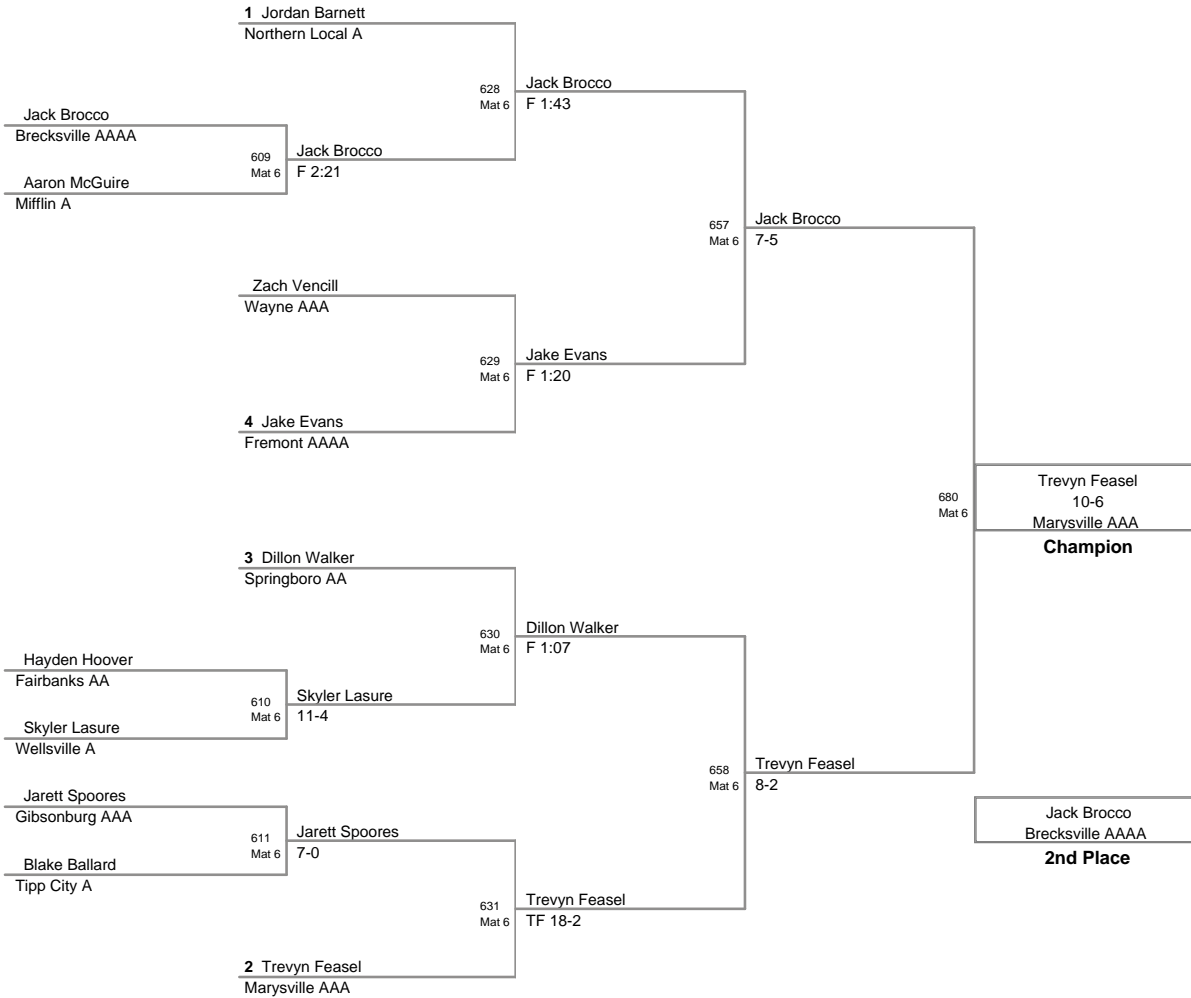 1 Jordan Barnett
Northern Local A
628
Mat 6
Jack Brocco
F 1:43
Jack Brocco
Brecksville AAAA
609
Mat 6
Jack Brocco
F 2:21
Aaron McGuire
Mifflin A
657
Mat 6
Jack Brocco
7-5
Zach Vencill
Wayne AAA
629
Mat 6
Jake Evans
F 1:20
4 Jake Evans
Fremont AAAA
680
Mat 6
Trevyn Feasel
10-6
Marysville AAA
Champion
3 Dillon Walker
Springboro AA
630
Mat 6
Dillon Walker
F 1:07
Hayden Hoover
Fairbanks AA
610
Mat 6
Skyler Lasure
11-4
Skyler Lasure
Wellsville A
658
Mat 6
Trevyn Feasel
8-2
Jarett Spoores
Gibsonburg AAA
611
Mat 6
Jarett Spoores
7-0
Blake Ballard
Tipp City A
Jack Brocco
Brecksville AAAA
2nd Place
631
Mat 6
Trevyn Feasel
TF 18-2
2 Trevyn Feasel
Marysville AAA